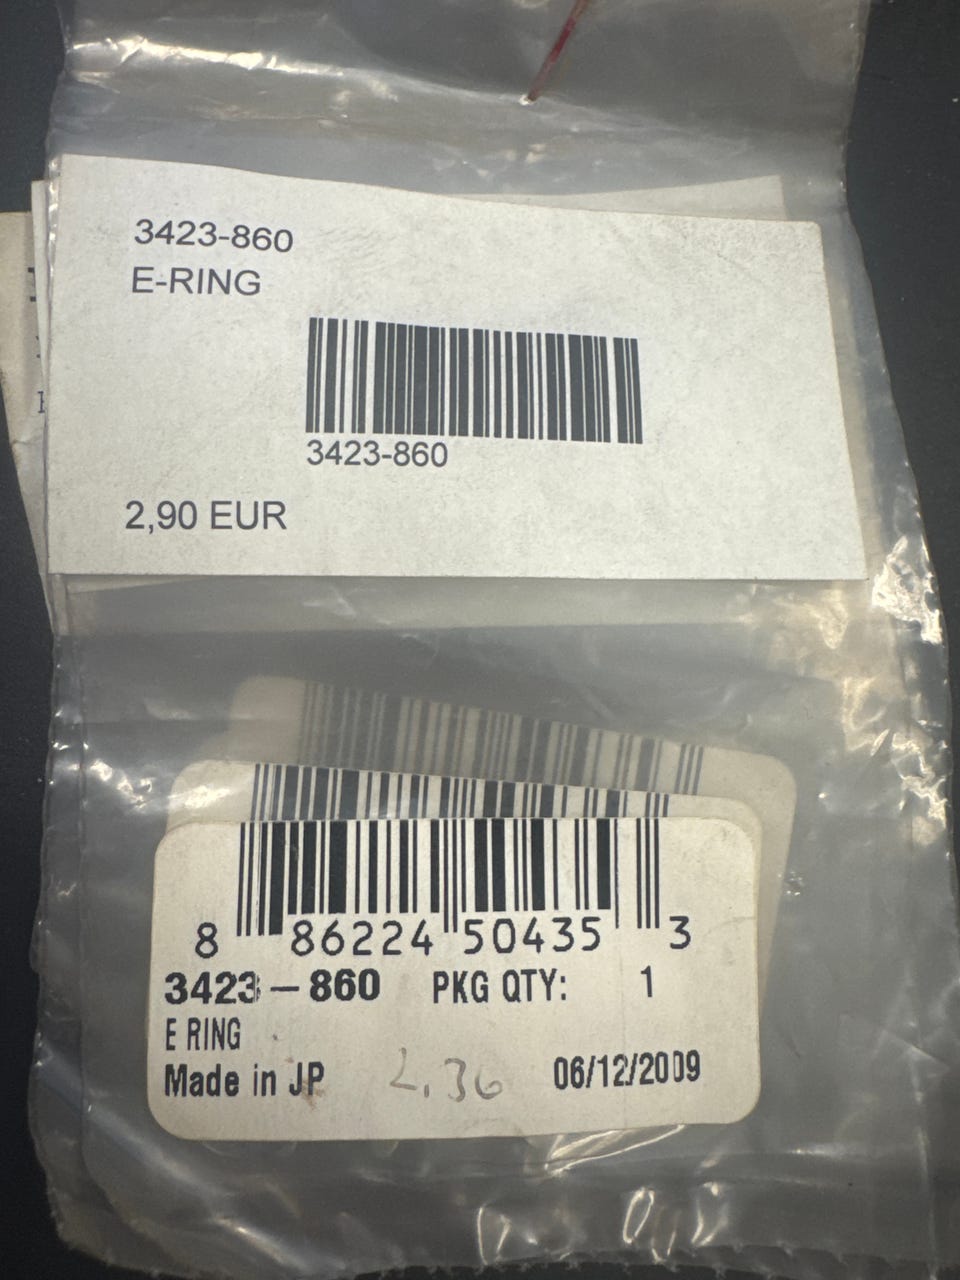 3423-860
E-RING
3423-860
2,90 EUR
8 86224 50435 3
3423-860 PKG QTY: 1
E RING
Made in JP 2.36 06/12/2009